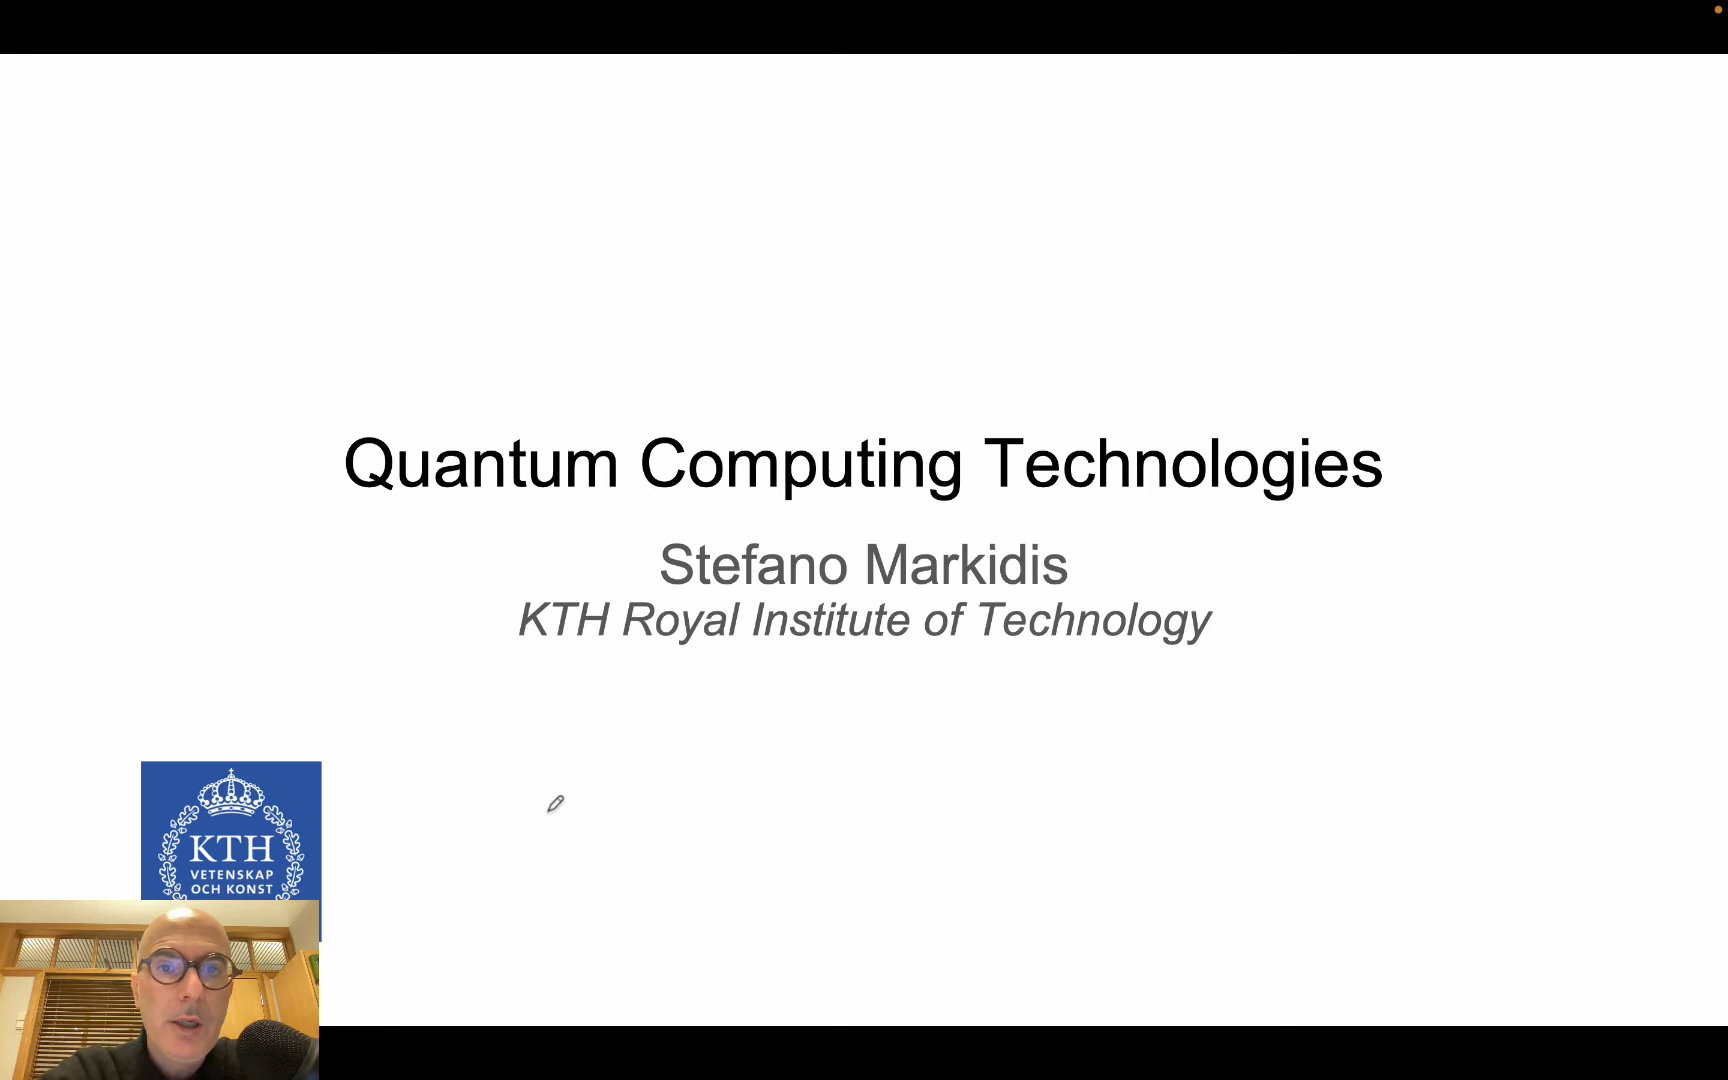 Quantum Computing Technologies
Stefano Markidis
KTH Royal Institute of Technology
KTH
VETENSKAP
OCH KONST